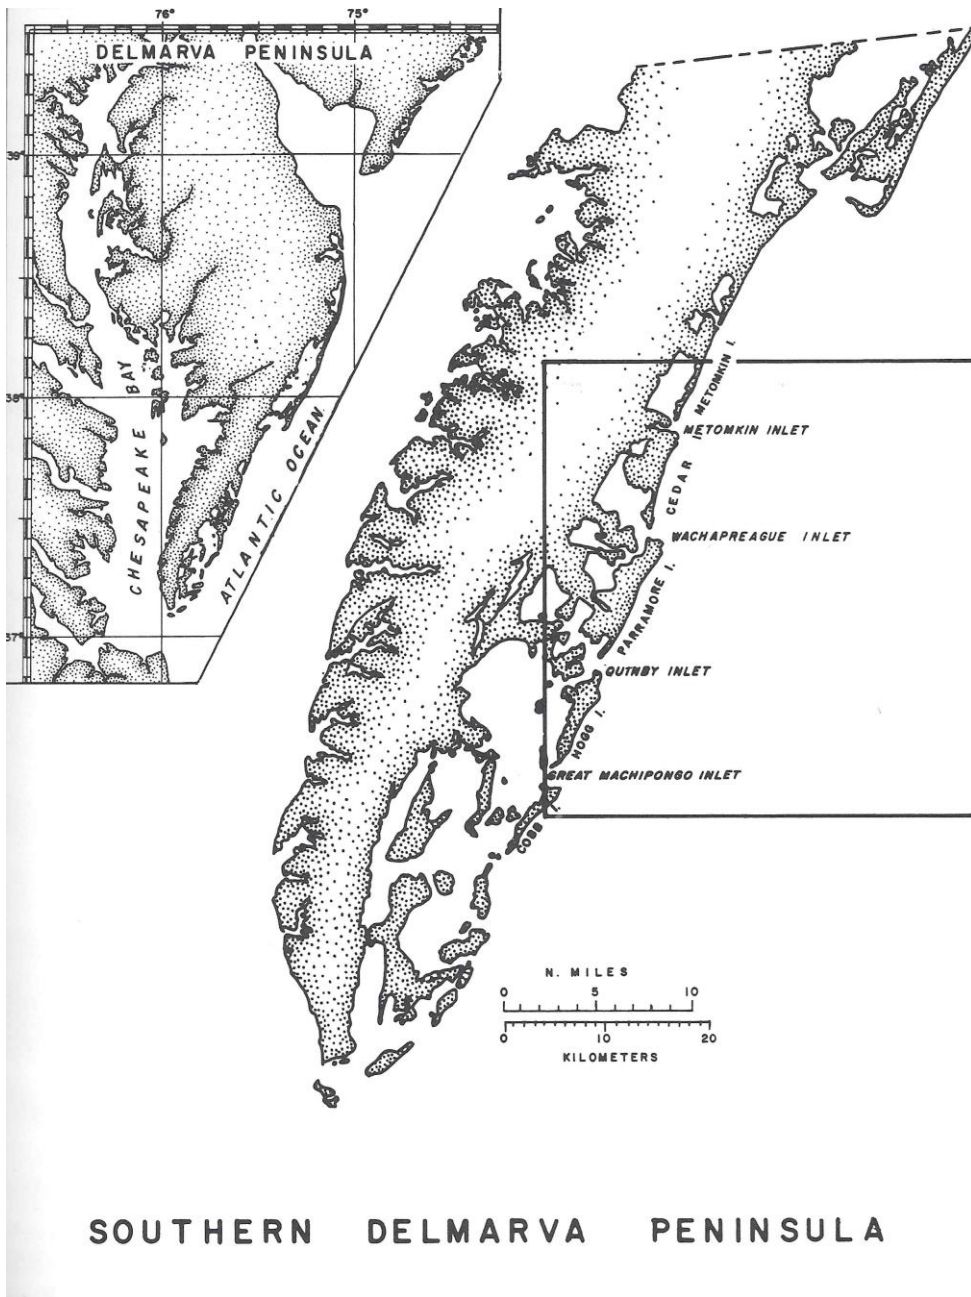 76°
75°
DELMARVA PENINSULA
39°
38°
37°
CHESAPEAKE BAY
ATLANTIC OCEAN
METOMKIN I.
METOMKIN INLET
CEDAR I.
WACHAPREAGUE INLET
PARRAMORE I.
QUINBY INLET
HOGG I.
GREAT MACHIPONGO INLET
COBB I.
N. MILES
0 5 10
0 10 20
KILOMETERS
SOUTHERN DELMARVA PENINSULA